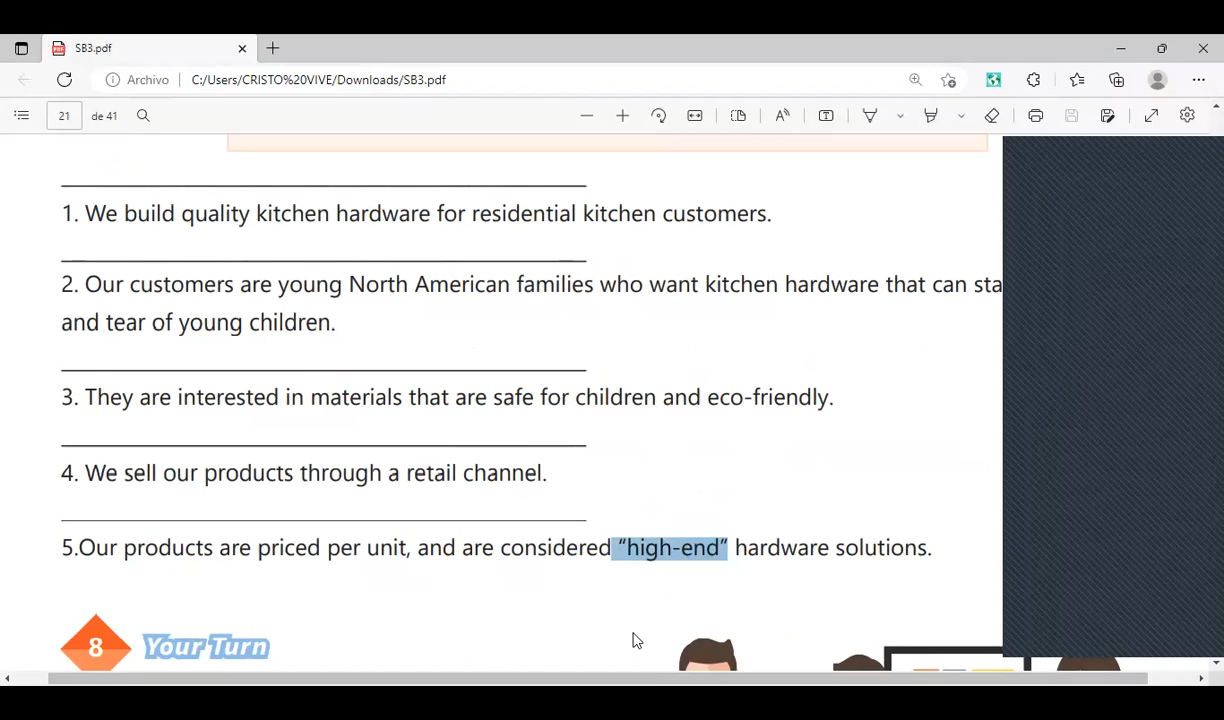 SB3.pdf
Archivo
C:/Users/CRISTO%20VIVE/Downloads/SB3.pdf
21 de 41
1. We build quality kitchen hardware for residential kitchen customers.
2. Our customers are young North American families who want kitchen hardware that can sta
and tear of young children.
3. They are interested in materials that are safe for children and eco-friendly.
4. We sell our products through a retail channel.
5.Our products are priced per unit, and are considered “high-end” hardware solutions.
8 Your Turn